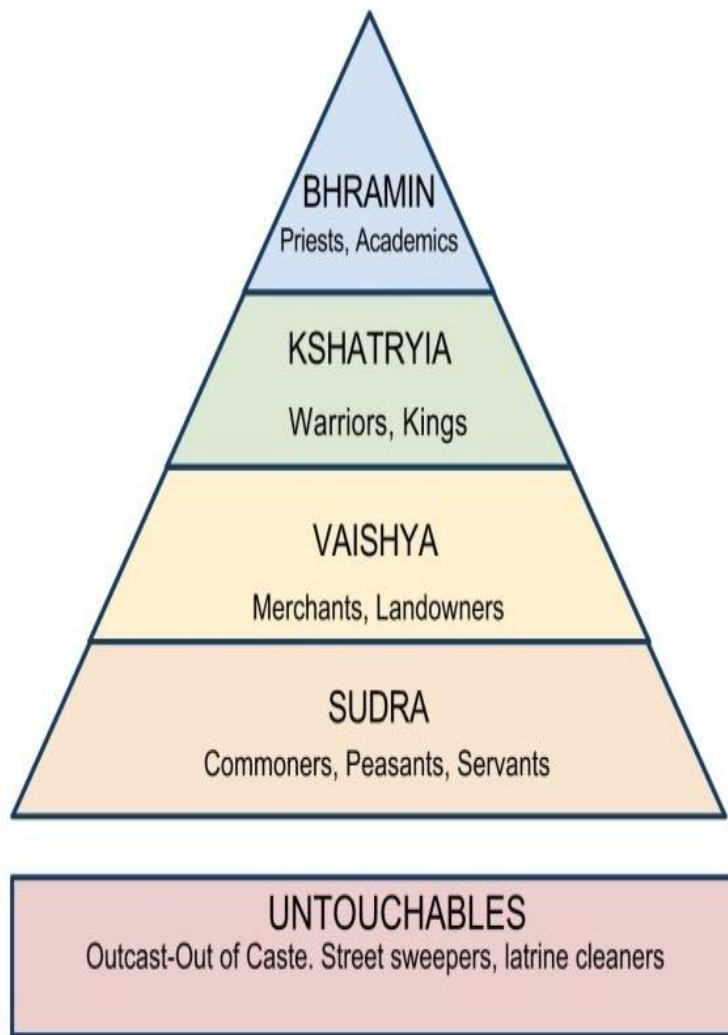 BHRAMIN
Priests, Academics
KSHATRYIA
Warriors, Kings
VAISHYA
Merchants, Landowners
SUDRA
Commoners, Peasants, Servants
UNTOUCHABLES
Outcast-Out of Caste. Street sweepers, latrine cleaners